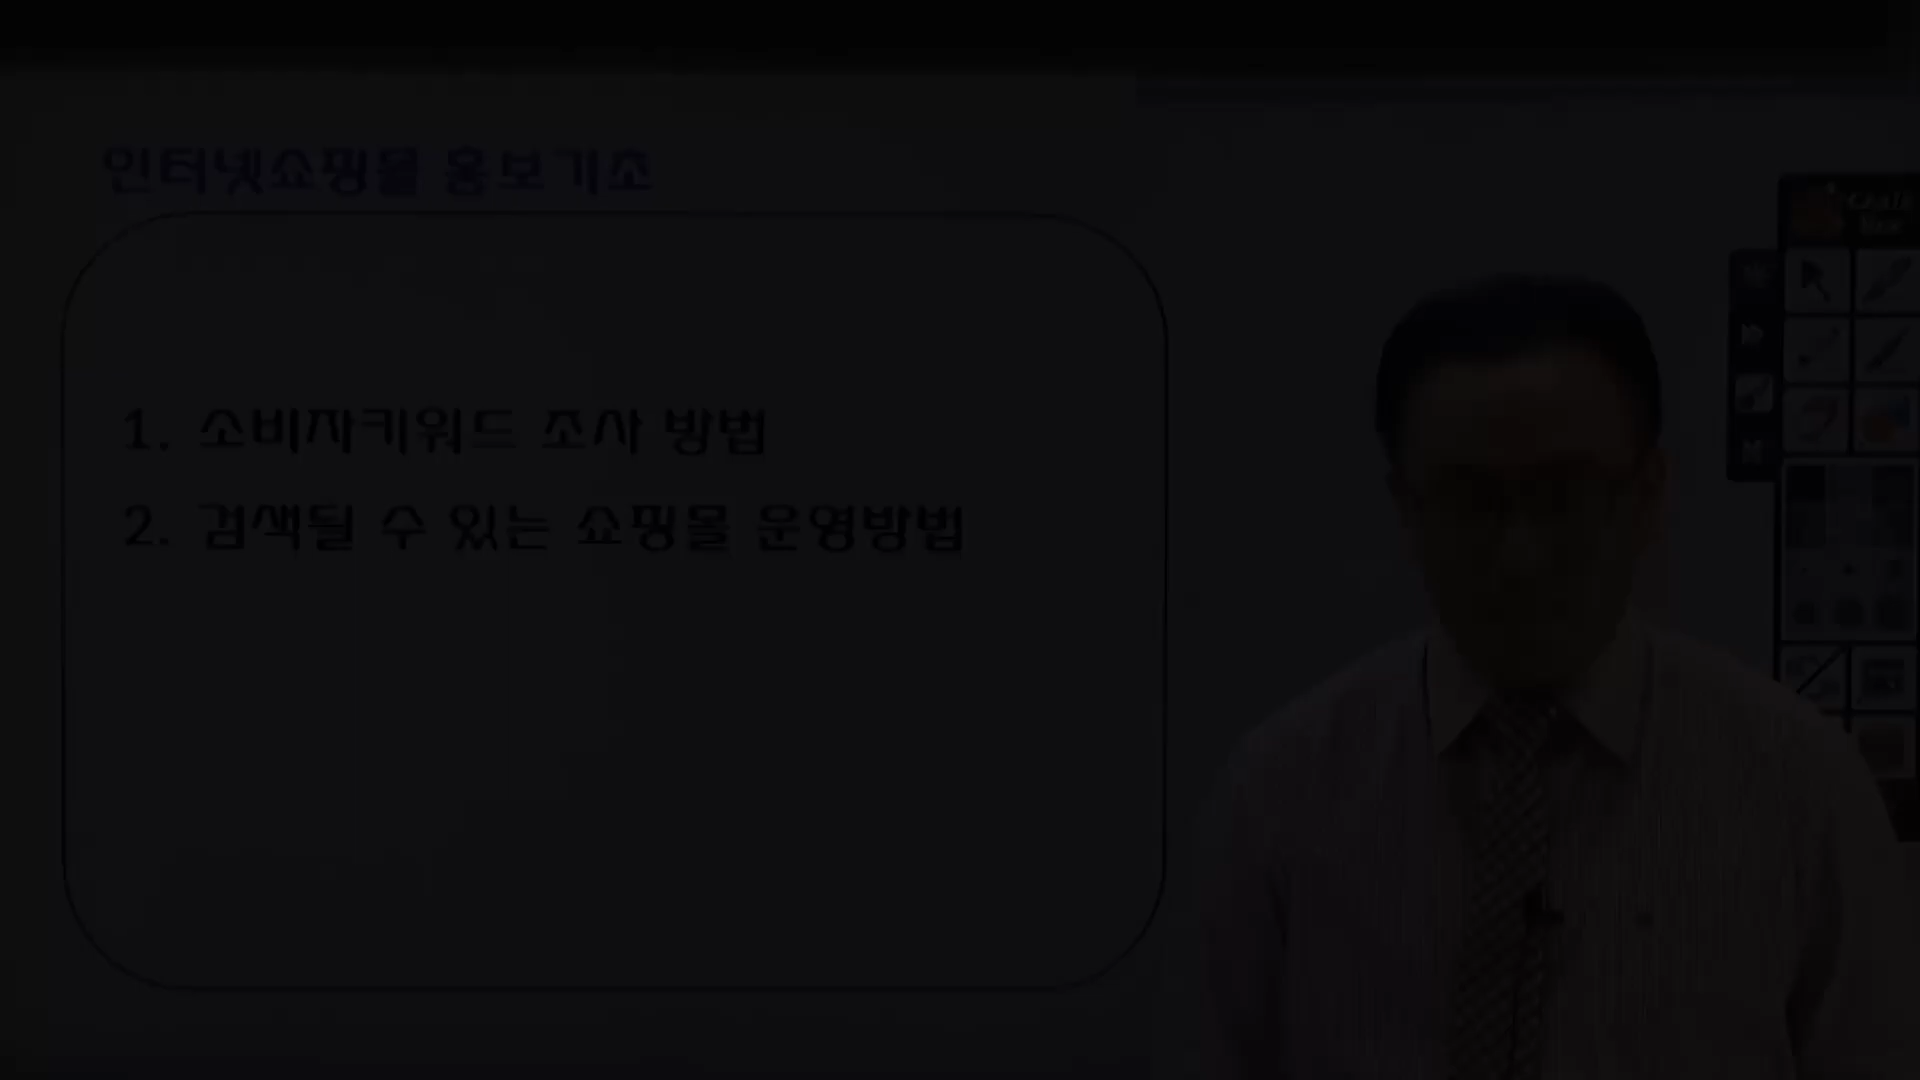 인터넷쇼핑몰 홍보기초
1. 소비자키워드 조사 방법
2. 검색될 수 있는 쇼핑몰 운영방법